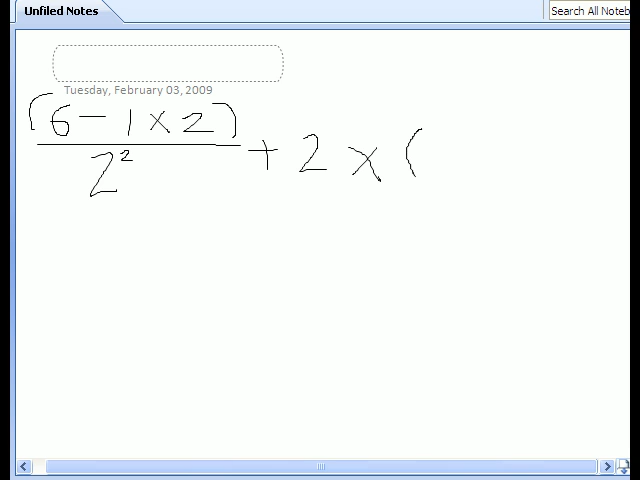 Unfiled Notes
Search All Noteb
Tuesday, February 03, 2009
(6 - 1 x 2)
2² + 2 x (